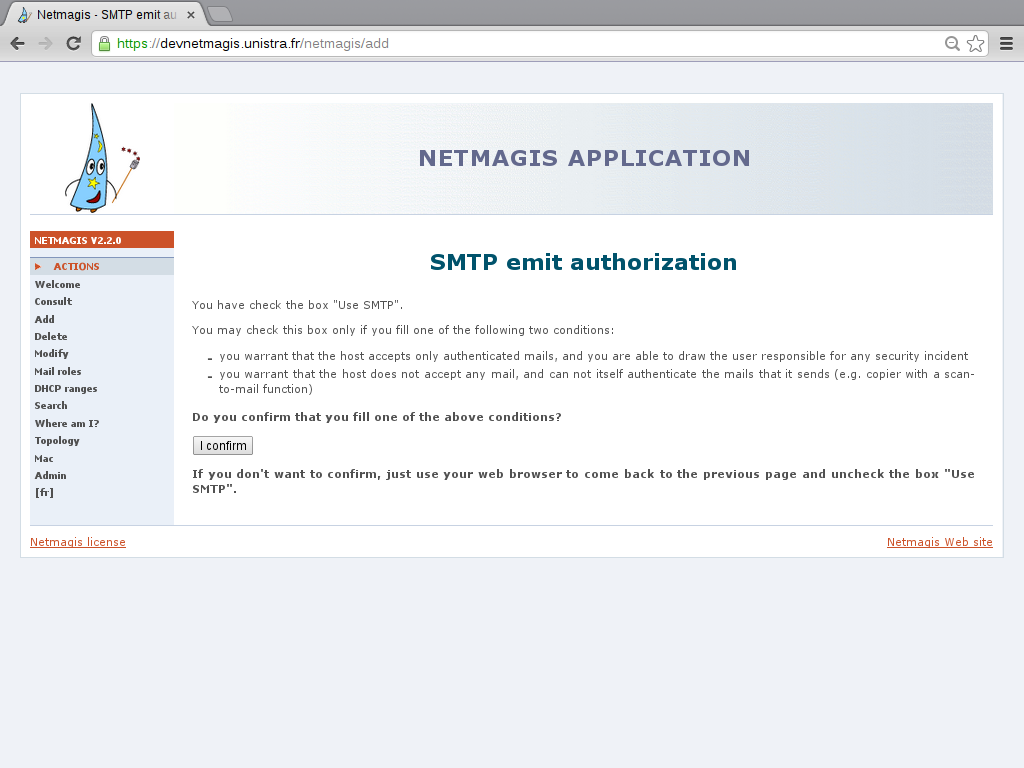 Netmagis - SMTP emit au
https://devnetmagis.unistra.fr/netmagis/add
NETMAGIS APPLICATION
NETMAGIS V2.2.0
ACTIONS
Welcome
Consult
Add
Delete
Modify
Mail roles
DHCP ranges
Search
Where am I?
Topology
Mac
Admin
[fr]
SMTP emit authorization
You have check the box "Use SMTP".
You may check this box only if you fill one of the following two conditions:
- you warrant that the host accepts only authenticated mails, and you are able to draw the user responsible for any security incident
- you warrant that the host does not accept any mail, and can not itself authenticate the mails that it sends (e.g. copier with a scan-
to-mail function)
Do you confirm that you fill one of the above conditions?
I confirm
If you don't want to confirm, just use your web browser to come back to the previous page and uncheck the box "Use
SMTP".
Netmagis license
Netmagis Web site